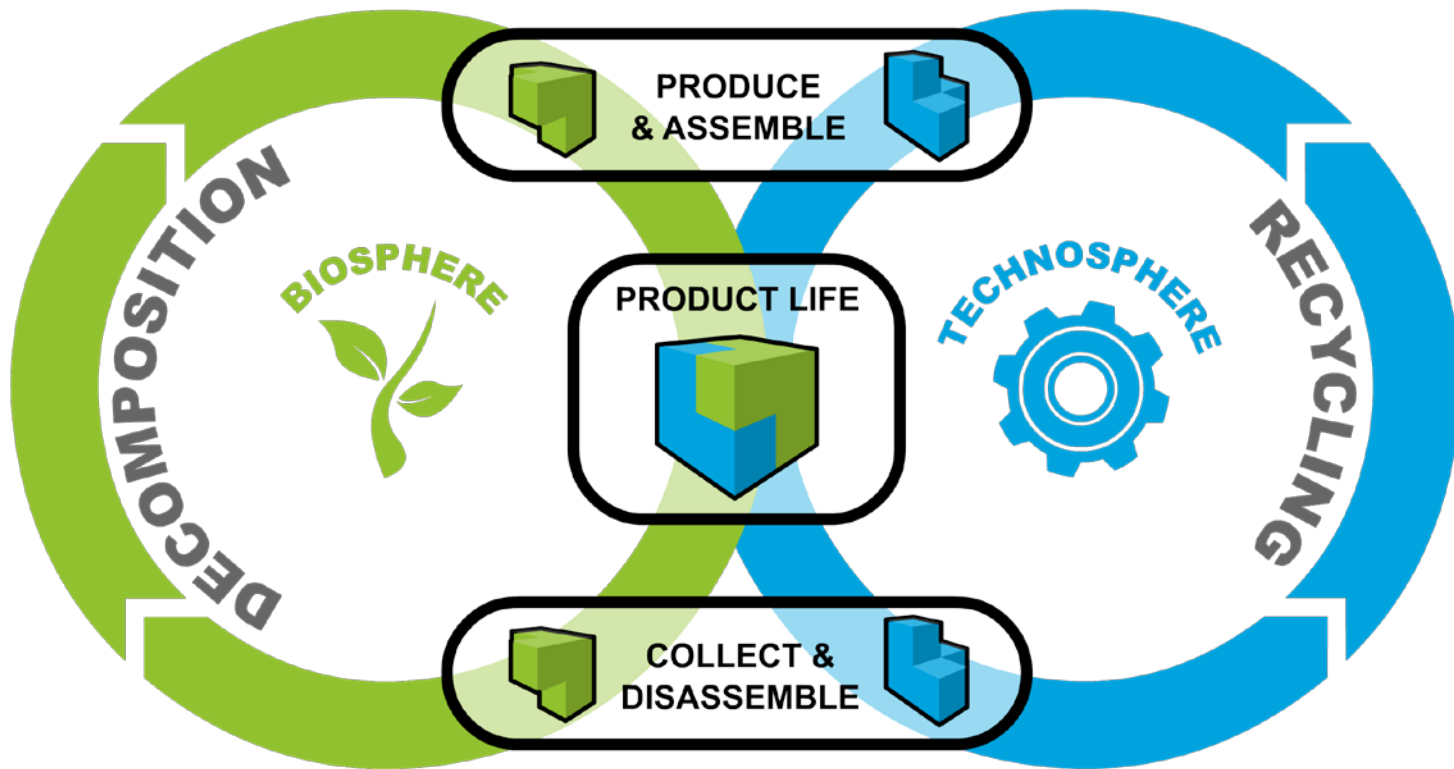 PRODUCE
& ASSEMBLE
DECOMPOSITION
BIOSPHERE
PRODUCT LIFE
TECHNOSPHERE
RECYCLING
COLLECT &
DISASSEMBLE